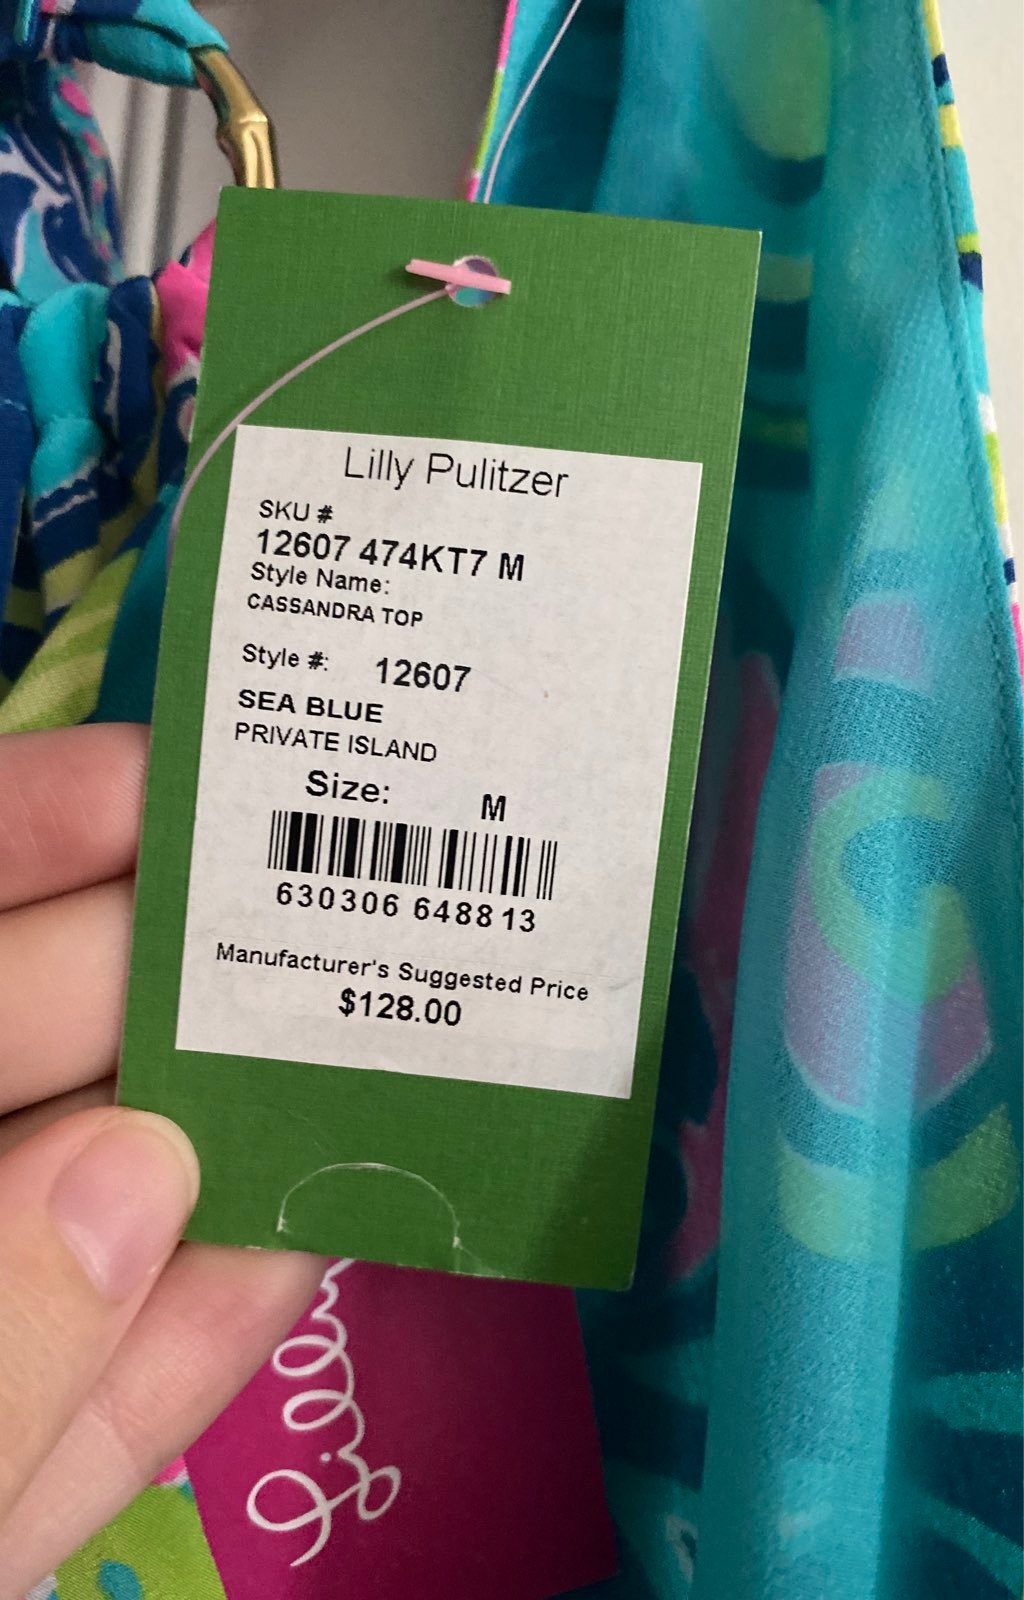 Lilly Pulitzer
SKU #
12607 474KT7 M
Style Name:
CASSANDRA TOP
Style #: 12607
SEA BLUE
PRIVATE ISLAND
Size: M
630306 648813
Manufacturer's Suggested Price
$128.00
Lilly